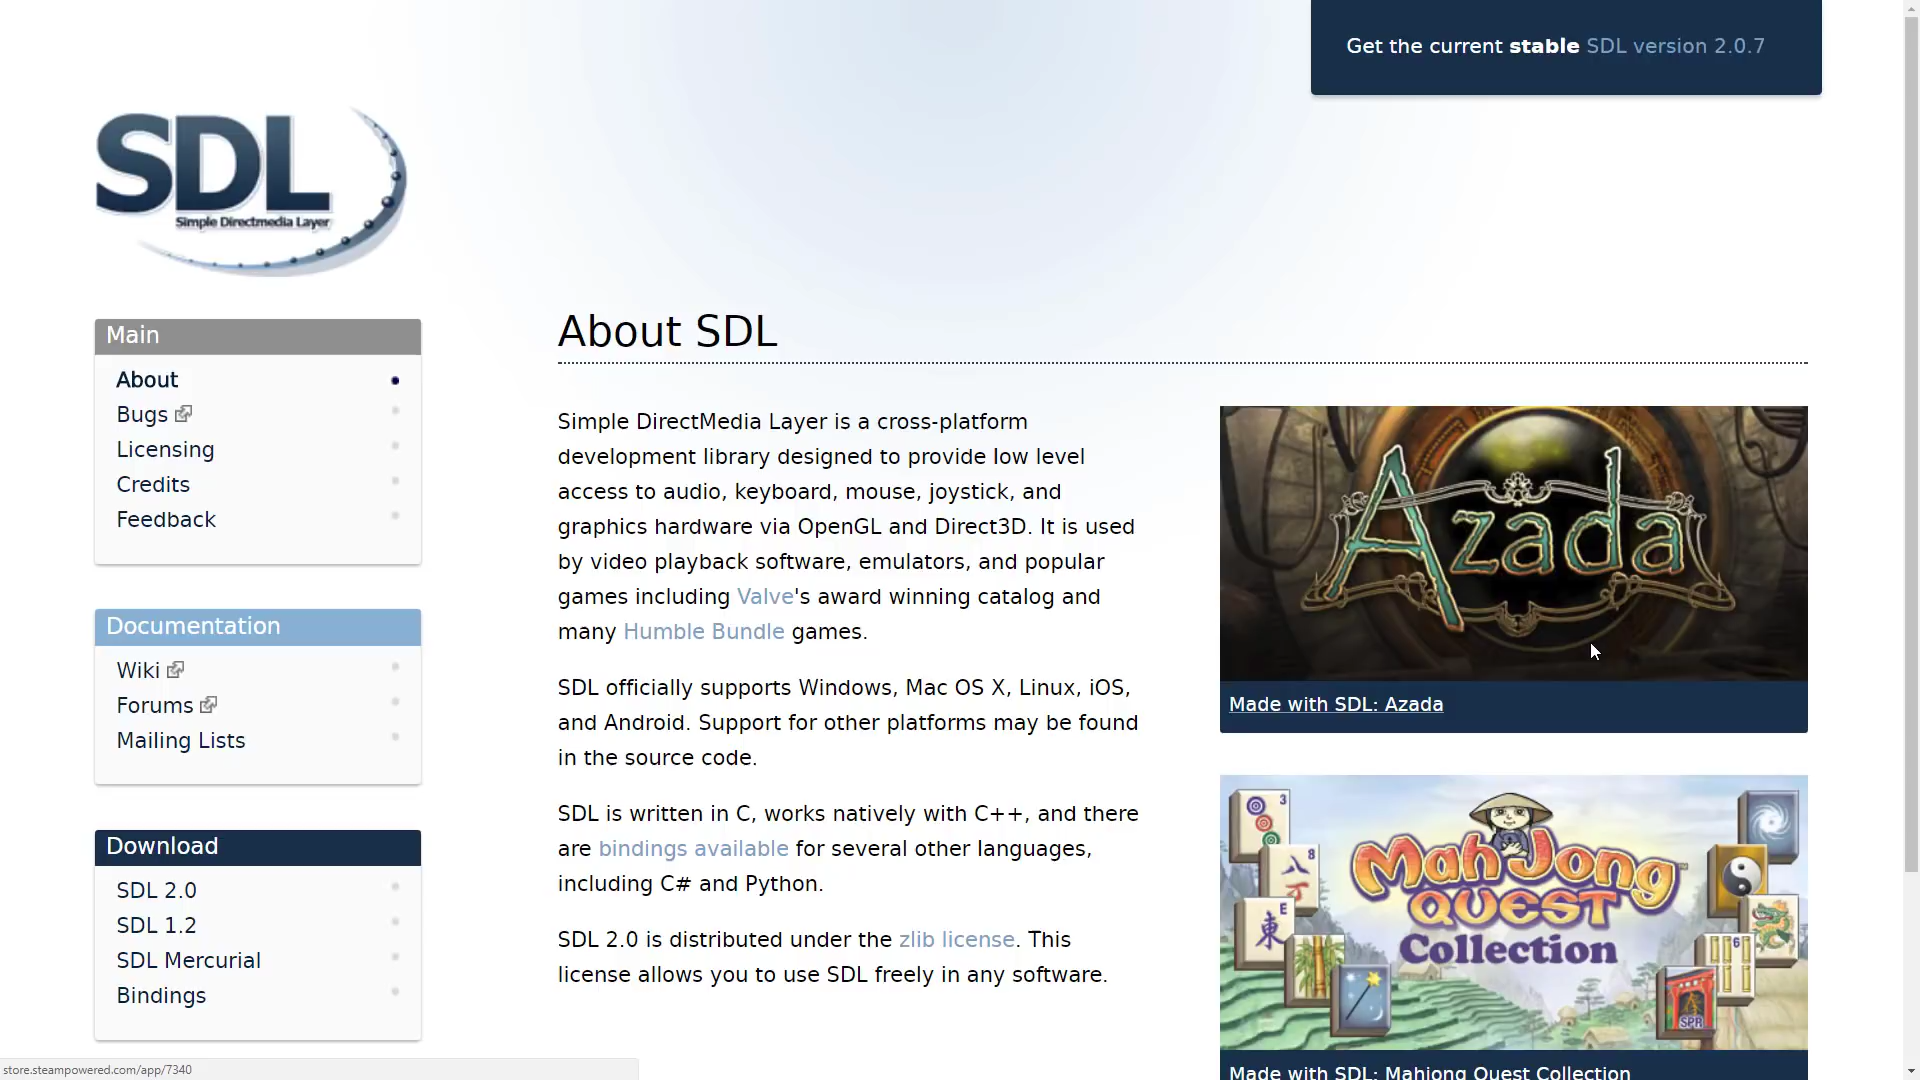 Get the current stable SDL version 2.0.7
SDL
Simple Directmedia Layer
Main
About
Bugs
Licensing
Credits
Feedback
Documentation
Wiki
Forums
Mailing Lists
Download
SDL 2.0
SDL 1.2
SDL Mercurial
Bindings
About SDL
Simple DirectMedia Layer is a cross-platform
development library designed to provide low level
access to audio, keyboard, mouse, joystick, and
graphics hardware via OpenGL and Direct3D. It is used
by video playback software, emulators, and popular
games including Valve's award winning catalog and
many Humble Bundle games.
SDL officially supports Windows, Mac OS X, Linux, iOS,
and Android. Support for other platforms may be found
in the source code.
SDL is written in C, works natively with C++, and there
are bindings available for several other languages,
including C# and Python.
SDL 2.0 is distributed under the zlib license. This
license allows you to use SDL freely in any software.
Azada
Made with SDL: Azada
3
8
八
E
東
6
SPR
Mah Jong
QUEST
Collection
Made with SDL: Mahjong Quest Collection
store.steampowered.com/app/7340